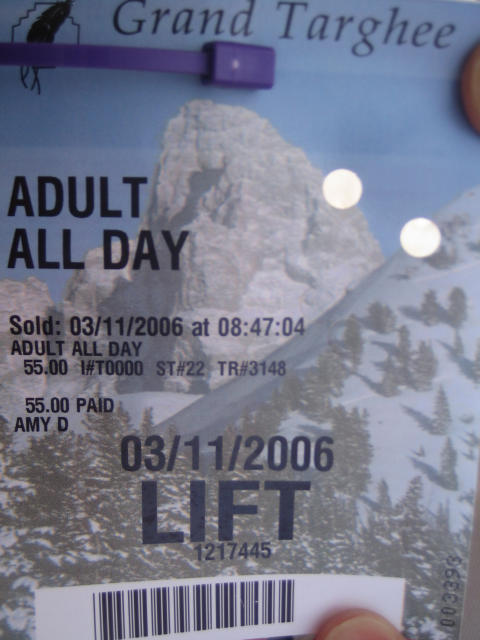 Grand Targhee
ADULT
ALL DAY
Sold: 03/11/2006 at 08:47:04
ADULT ALL DAY
55.00 I#T0000 ST#22 TR#3148
55.00 PAID
AMY D
03/11/2006
LIFT
1217445
003393